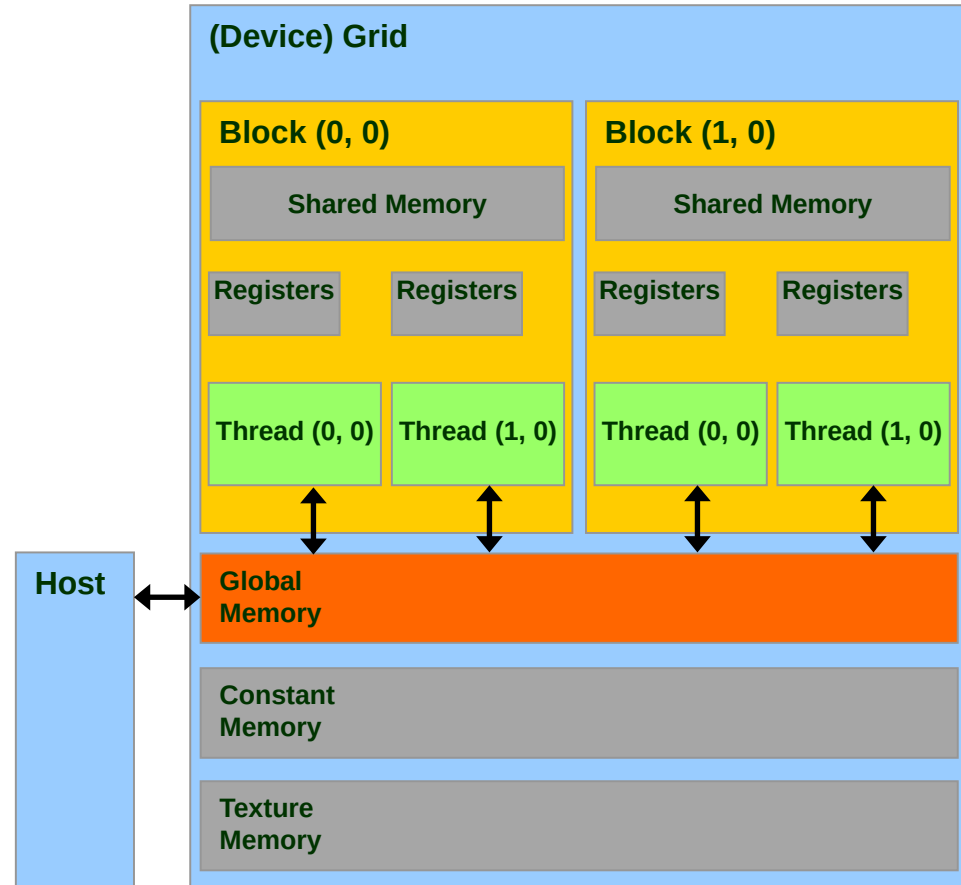 (Device) Grid
Block (0, 0)
Block (1, 0)
Shared Memory
Shared Memory
Registers
Registers
Registers
Registers
Thread (0, 0)
Thread (1, 0)
Thread (0, 0)
Thread (1, 0)
Host
Global
Memory
Constant
Memory
Texture
Memory